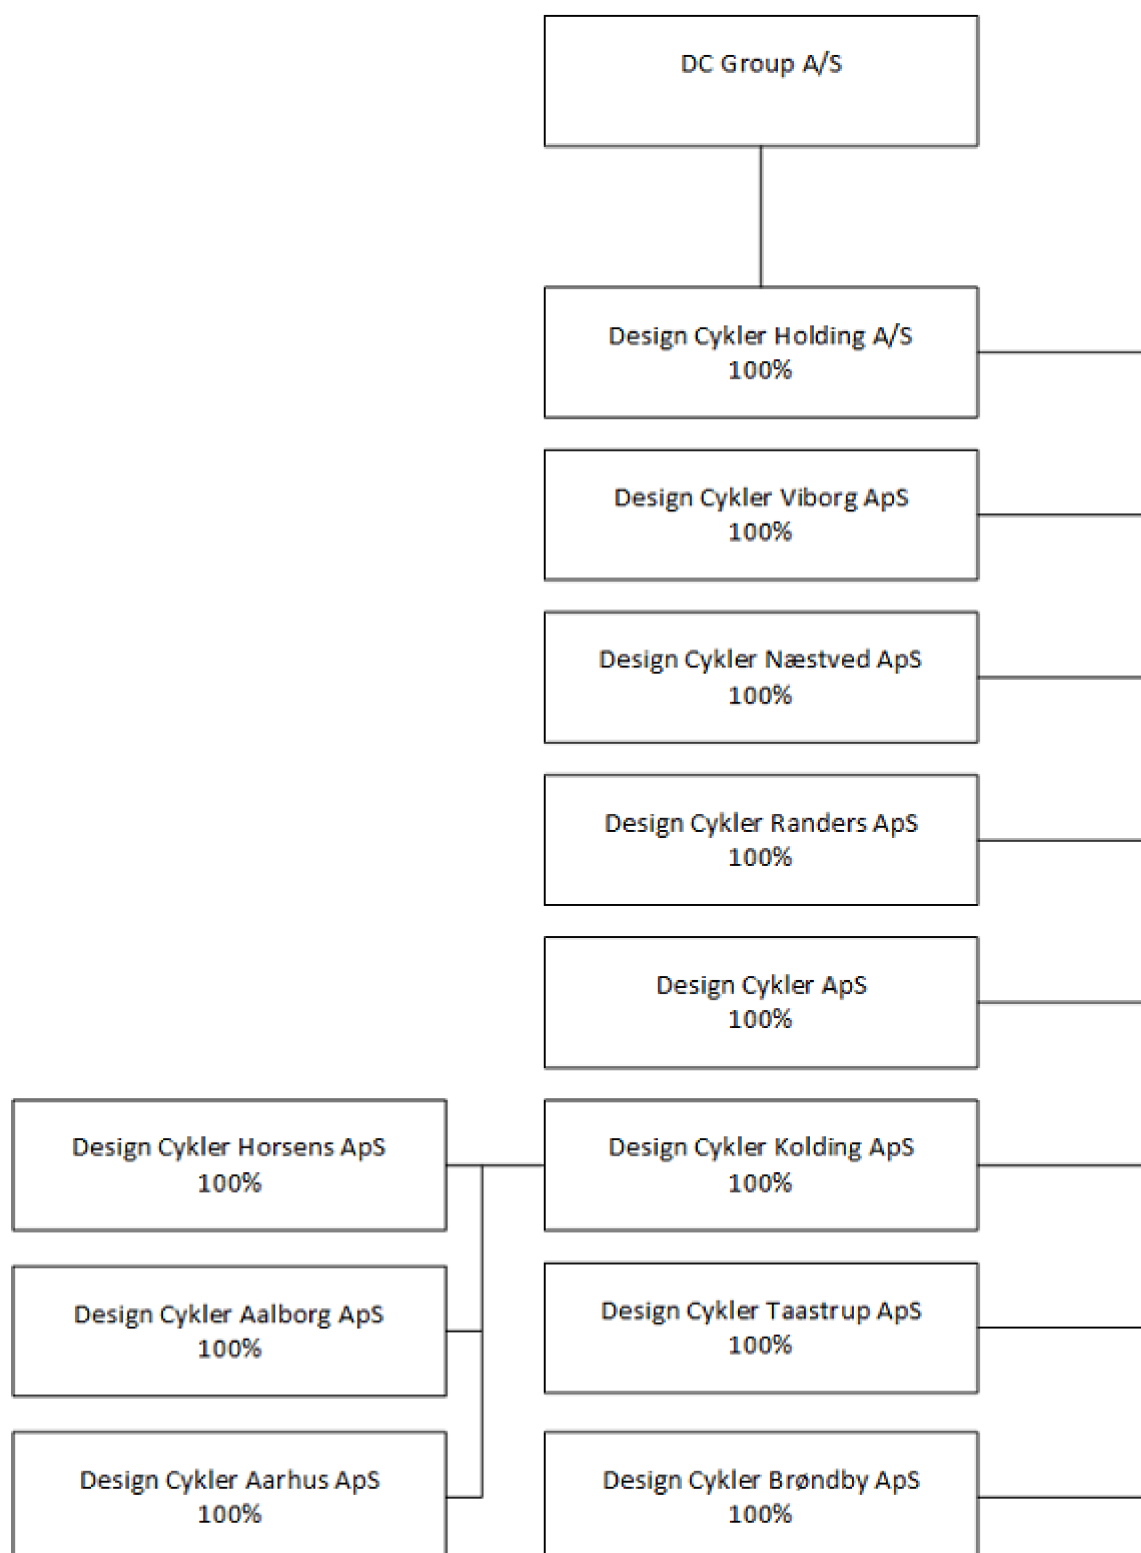 DC Group A/S
Design Cykler Holding A/S
100%
Design Cykler Viborg ApS
100%
Design Cykler Næstved ApS
100%
Design Cykler Randers ApS
100%
Design Cykler ApS
100%
Design Cykler Horsens ApS
100%
Design Cykler Kolding ApS
100%
Design Cykler Aalborg ApS
100%
Design Cykler Taastrup ApS
100%
Design Cykler Aarhus ApS
100%
Design Cykler Brøndby ApS
100%